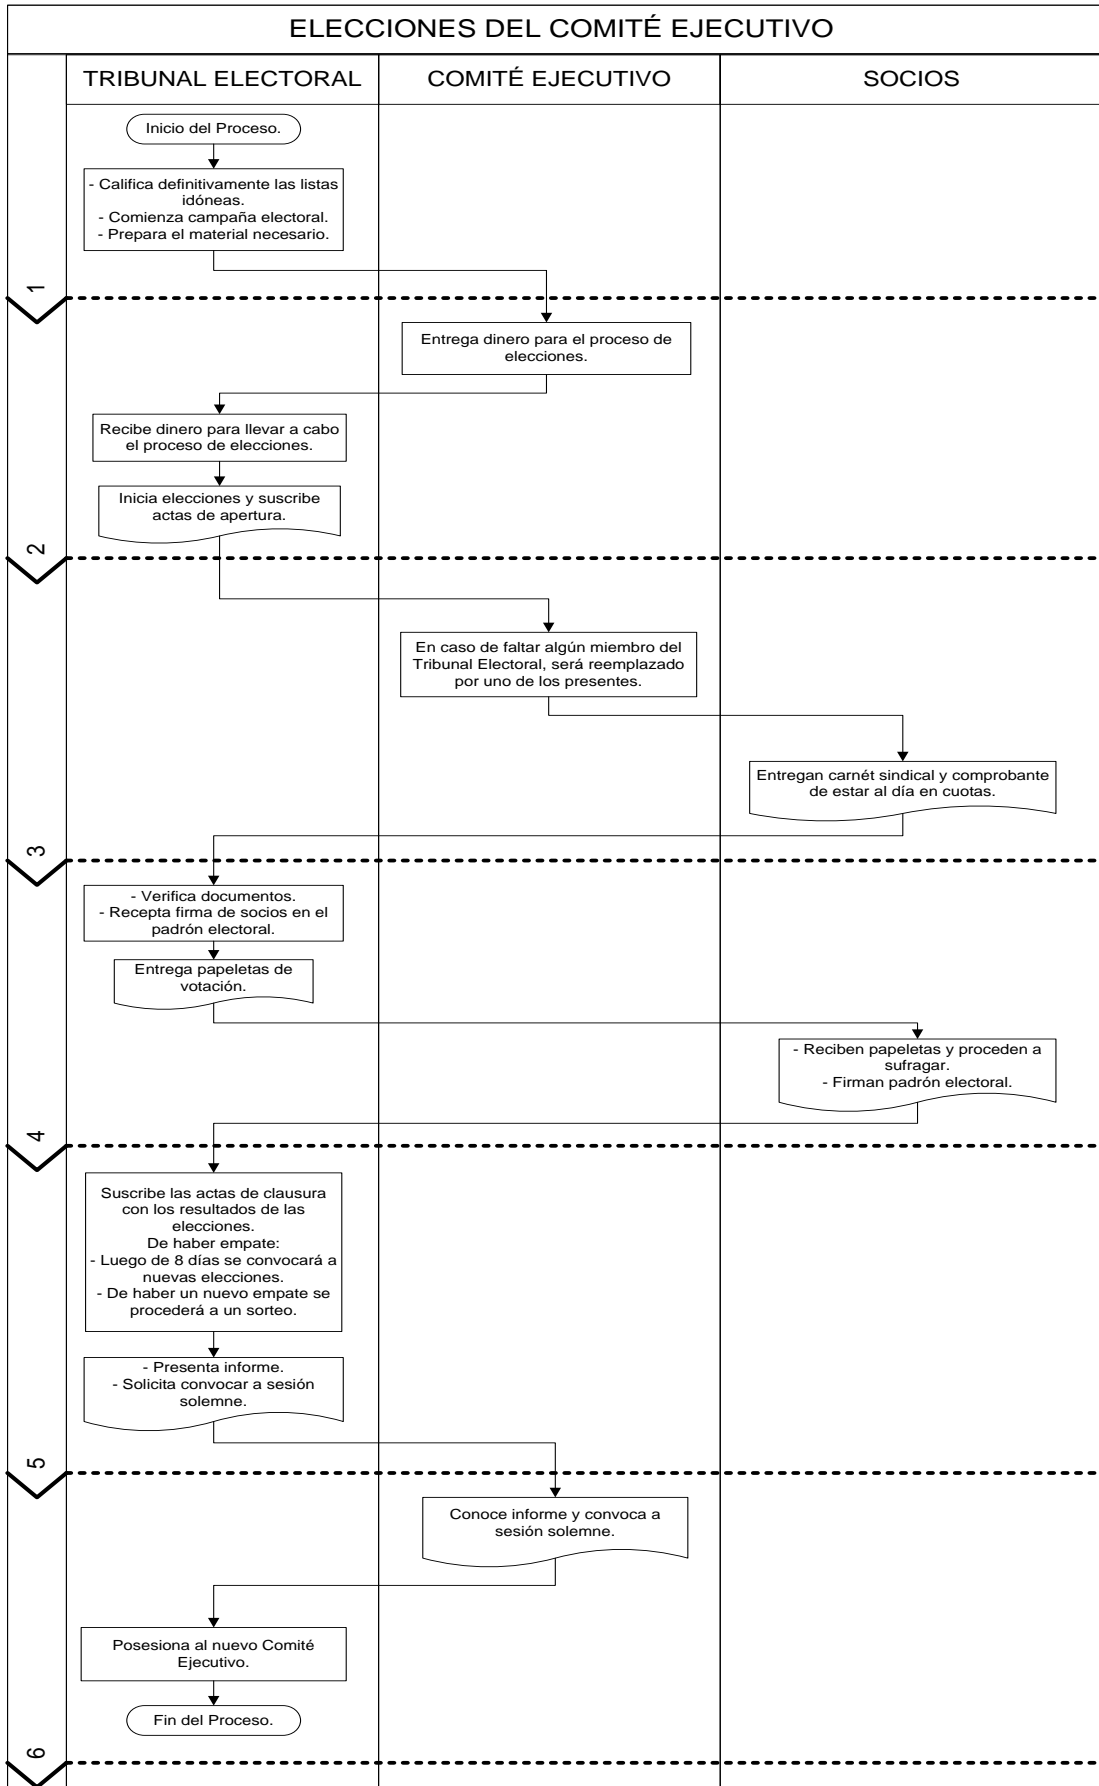 ELECCIONES DEL COMITÉ EJECUTIVO
TRIBUNAL ELECTORAL
COMITÉ EJECUTIVO
SOCIOS
Inicio del Proceso.
- Califica definitivamente las listas
idóneas.
- Comienza campaña electoral.
- Prepara el material necesario.
1
Entrega dinero para el proceso de
elecciones.
Recibe dinero para llevar a cabo
el proceso de elecciones.
Inicia elecciones y suscribe
actas de apertura.
2
En caso de faltar algún miembro del
Tribunal Electoral, será reemplazado
por uno de los presentes.
Entregan carnét sindical y comprobante
de estar al día en cuotas.
3
- Verifica documentos.
- Recepta firma de socios en el
padrón electoral.
Entrega papeletas de
votación.
- Reciben papeletas y proceden a
sufragar.
- Firman padrón electoral.
4
Suscribe las actas de clausura
con los resultados de las
elecciones.
De haber empate:
- Luego de 8 días se convocará a
nuevas elecciones.
- De haber un nuevo empate se
procederá a un sorteo.
- Presenta informe.
- Solicita convocar a sesión
solemne.
5
Conoce informe y convoca a
sesión solemne.
Posesiona al nuevo Comité
Ejecutivo.
Fin del Proceso.
6